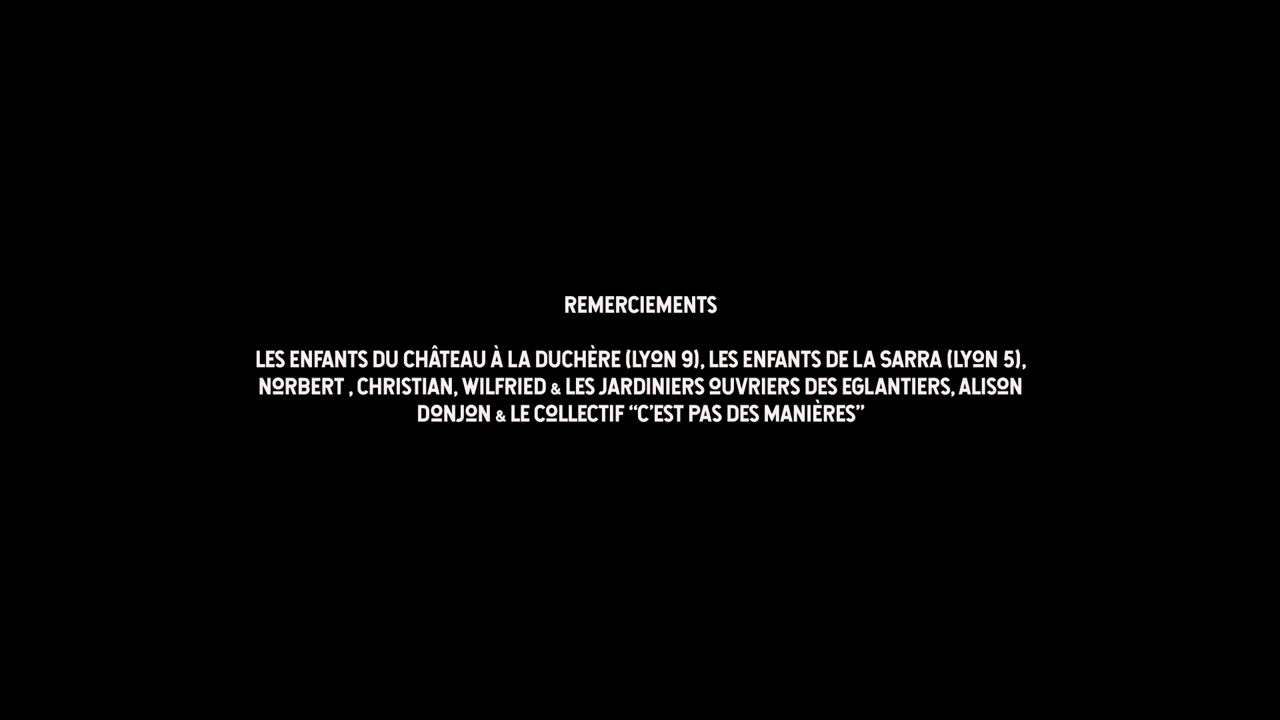 REMERCIEMENTS
LES ENFANTS DU CHÂTEAU À LA DUCHÈRE (LYON 9), LES ENFANTS DE LA SARRA (LYON 5),
NORBERT , CHRISTIAN, WILFRIED & LES JARDINIERS OUVRIERS DES EGLANTIERS, ALISON
DONJON & LE COLLECTIF “C’EST PAS DES MANIÈRES”